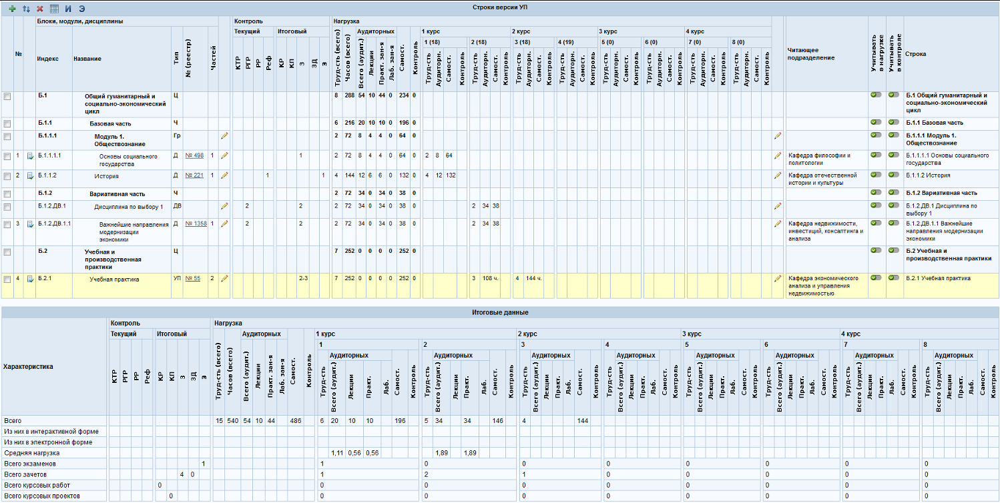 И Э
Строки версии УП
№ Блоки, модули, дисциплины Контроль Нагрузка Читающее подразделение Учитывать в нагрузке Учитывать в контроле Строка
Индекс Название Тип № (реестр) Частей Текущий Итоговый Труд-сть (всего) Часов (всего) Аудиторных Самост. Контроль 1 курс 2 курс 3 курс 4 курс
КТР РГР РР Реф КР КП З ЗД Э Всего (аудит.) Лекции Практ. зан-я Лаб. зан-я 1 (18) 2 (18) 3 (18) 4 (19) 5 (0) 6 (0) 7 (0) 8 (0)
Труд-сть Аудиторн. Самост. Контроль Труд-сть Аудиторн. Самост. Контроль Труд-сть Аудиторн. Самост. Контроль Труд-сть Аудиторн. Самост. Контроль Труд-сть Аудиторн. Самост. Контроль Труд-сть Аудиторн. Самост. Контроль Труд-сть Аудиторн. Самост. Контроль Труд-сть Аудиторн. Самост. Контроль
Б.1 Общий гуманитарный и социально-экономический цикл Ц 8 288 54 10 44 0 234 0 Б.1 Общий гуманитарный и социально-экономический цикл
Б.1.1 Базовая часть Ч 6 216 20 10 10 0 196 0 Б.1.1 Базовая часть
Б.1.1.1 Модуль 1. Обществознание Гр 2 72 8 4 4 0 64 0 Б.1.1.1 Модуль 1. Обществознание
1 Б.1.1.1.1 Основы социального государства Д № 498 1 1 2 72 8 4 4 0 64 0 2 8 64 Кафедра философии и политологии Б.1.1.1.1 Основы социального государства
2 Б.1.1.2 История Д № 221 1 1 1 4 144 12 6 6 0 132 0 4 12 132 Кафедра отечественной истории и культуры Б.1.1.2 История
Б.1.2 Вариативная часть Ч 2 72 34 0 34 0 38 0 Б.1.2 Вариативная часть
Б.1.2.ДВ.1 Дисциплина по выбору 1 ДВ 2 2 2 72 34 0 34 0 38 0 2 34 38 Б.1.2.ДВ.1 Дисциплина по выбору 1
3 Б.1.2.ДВ.1.1 Важнейшие направления модернизации экономики Д № 1358 1 2 2 2 72 34 0 34 0 38 0 2 34 38 Кафедра недвижимости, инвестиций, консалтинга и анализа Б.1.2.ДВ.1.1 Важнейшие направления модернизации экономики
Б.2 Учебная и производственная практики Ц 7 252 0 0 0 0 252 0 Б.2 Учебная и производственная практики
4 Б.2.1 Учебная практика УП № 55 2 2-3 7 252 0 0 0 0 252 0 3 108 ч. 4 144 ч. Кафедра экономического анализа и управления недвижимостью Б.2.1 Учебная практика
Итоговые данные
Характеристика Контроль Нагрузка
Текущий Итоговый Труд-сть (всего) Часов (всего) Аудиторных Самост. Контроль 1 курс 2 курс 3 курс 4 курс
КТР РГР РР Реф КР КП З ЗД Э Всего (аудит.) Лекции Практ. зан-я Лаб. зан-я 1 2 3 4 5 6 7 8
Труд-сть Аудиторных Самост. Контроль Труд-сть Аудиторных Самост. Контроль Труд-сть Аудиторных Самост. Контроль Труд-сть Аудиторных Самост. Контроль Труд-сть Аудиторных Самост. Контроль Труд-сть Аудиторных Самост. Контроль Труд-сть Аудиторных Самост. Контроль Труд-сть Аудиторных Самост. Контроль
Всего (аудит.) Лекции Практ. Лаб. Всего (аудит.) Лекции Практ. Лаб. Всего (аудит.) Лекции Практ. Лаб. Всего (аудит.) Лекции Практ. Лаб. Всего (аудит.) Лекции Практ. Лаб. Всего (аудит.) Лекции Практ. Лаб. Всего (аудит.) Лекции Практ. Лаб. Всего (аудит.) Лекции Практ. Лаб.
Всего 15 540 54 10 44 486 6 20 10 10 196 5 34 34 146 4 144
Из них в интерактивной форме
Из них в электронной форме
Средняя нагрузка 1,11 0,56 0,56 1,89 1,89
Всего экзаменов 1 1 0 0 0 0 0 0 0
Всего зачетов 4 0 1 2 1 0 0 0 0 0
Всего курсовых работ 0 0 0 0 0 0 0 0 0
Всего курсовых проектов 0 0 0 0 0 0 0 0 0